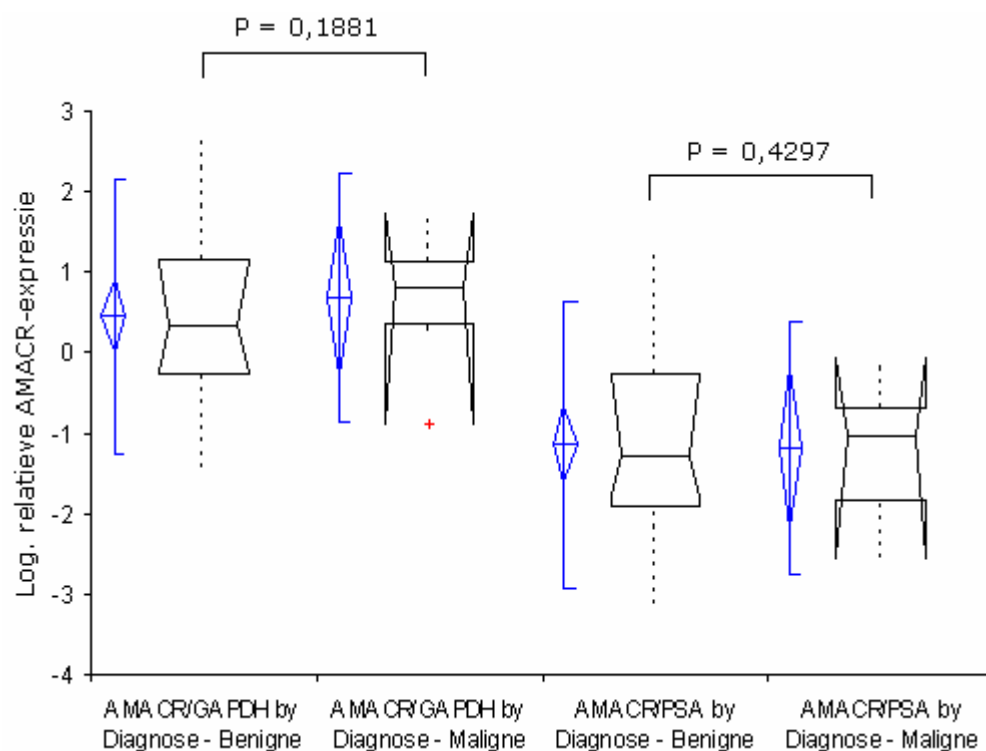 P = 0,1881
P = 0,4297
Log. relatieve AMACR-expressie
3
2
1
0
-1
-2
-3
-4
AMACR/GAPDH by
Diagnose - Benigne
AMACR/GAPDH by
Diagnose - Maligne
AMACR/PSA by
Diagnose - Benigne
AMACR/PSA by
Diagnose - Maligne